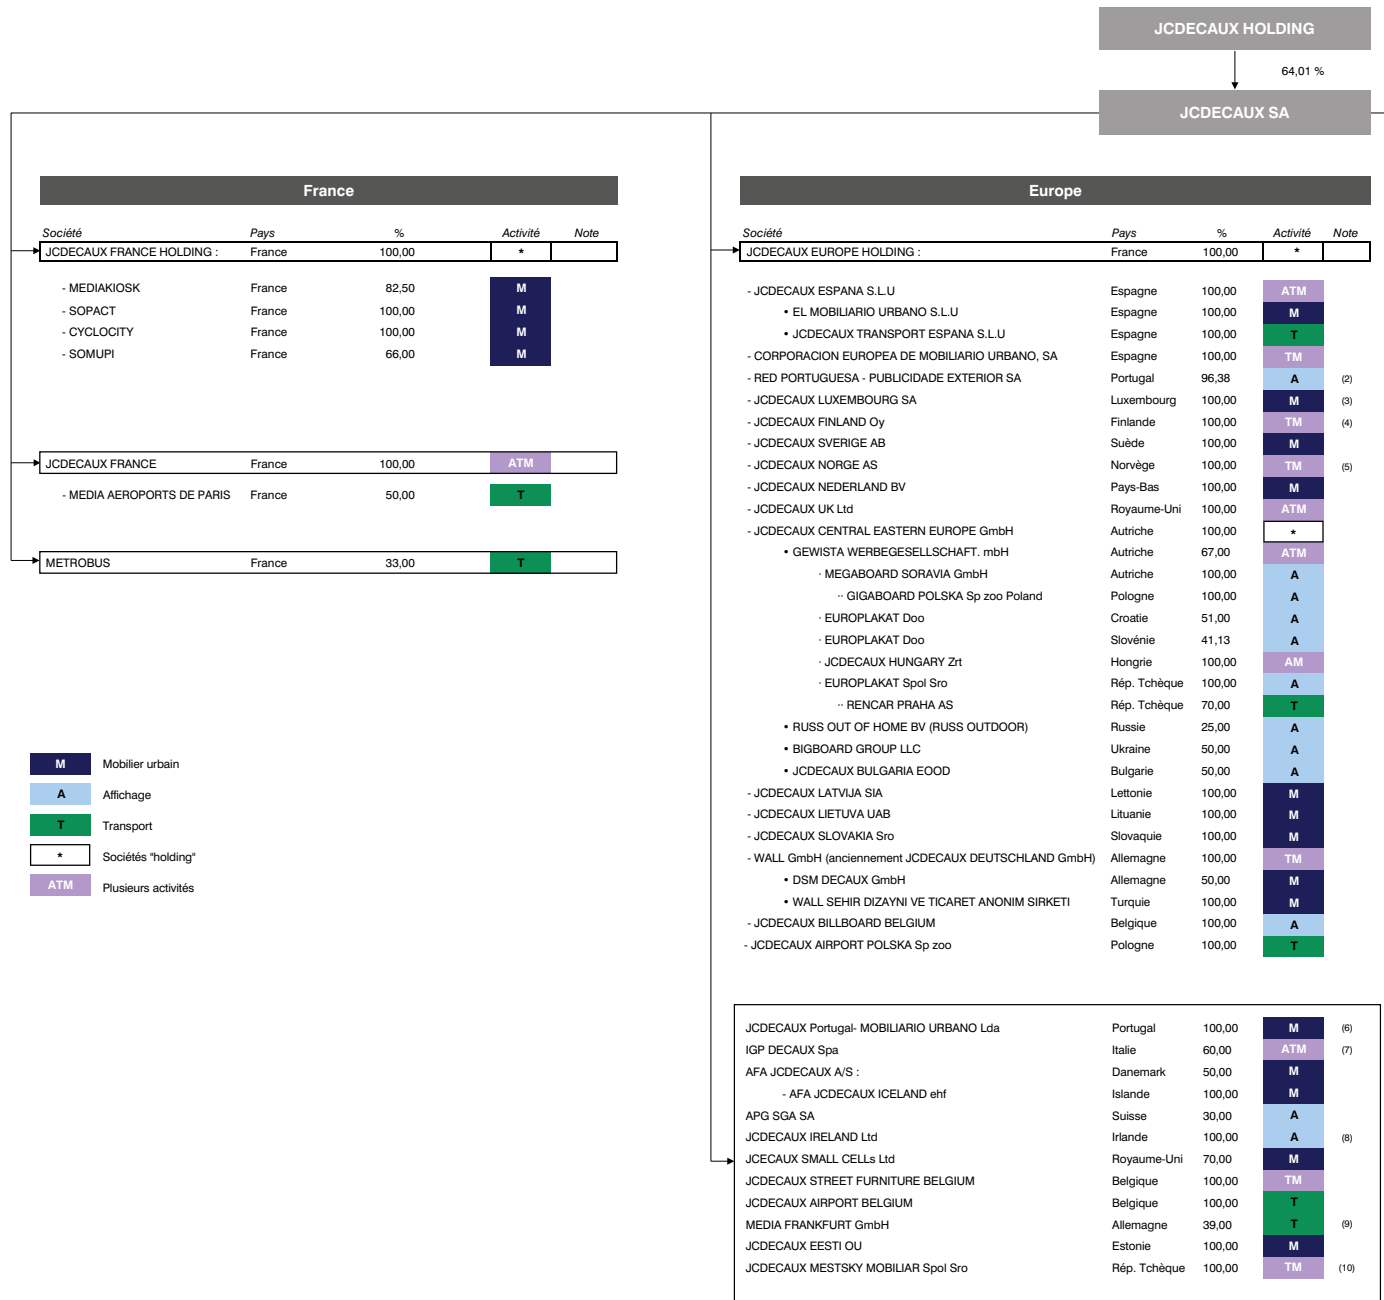 JCDECAUX HOLDING
64,01 %
JCDECAUX SA
France
Société Pays % Activité Note
JCDECAUX FRANCE HOLDING : France 100,00 *
- MEDIAKIOSK France 82,50 M
- SOPACT France 100,00 M
- CYCLOCITY France 100,00 M
- SOMUPI France 66,00 M
JCDECAUX FRANCE France 100,00 ATM
- MEDIA AEROPORTS DE PARIS France 50,00 T
METROBUS France 33,00 T
M Mobilier urbain
A Affichage
T Transport
* Sociétés "holding"
ATM Plusieurs activités
Europe
Société Pays % Activité Note
JCDECAUX EUROPE HOLDING : France 100,00 *
- JCDECAUX ESPANA S.L.U Espagne 100,00 ATM
• EL MOBILIARIO URBANO S.L.U Espagne 100,00 M
• JCDECAUX TRANSPORT ESPANA S.L.U Espagne 100,00 T
- CORPORACION EUROPEA DE MOBILIARIO URBANO, SA Espagne 100,00 TM
- RED PORTUGUESA - PUBLICIDADE EXTERIOR SA Portugal 96,38 A (2)
- JCDECAUX LUXEMBOURG SA Luxembourg 100,00 M (3)
- JCDECAUX FINLAND Oy Finlande 100,00 TM (4)
- JCDECAUX SVERIGE AB Suède 100,00 M
- JCDECAUX NORGE AS Norvège 100,00 TM (5)
- JCDECAUX NEDERLAND BV Pays-Bas 100,00 M
- JCDECAUX UK Ltd Royaume-Uni 100,00 ATM
- JCDECAUX CENTRAL EASTERN EUROPE GmbH Autriche 100,00 *
• GEWISTA WERBEGESELLSCHAFT. mbH Autriche 67,00 ATM
· MEGABOARD SORAVIA GmbH Autriche 100,00 A
·· GIGABOARD POLSKA Sp zoo Poland Pologne 100,00 A
· EUROPLAKAT Doo Croatie 51,00 A
· EUROPLAKAT Doo Slovénie 41,13 A
· JCDECAUX HUNGARY Zrt Hongrie 100,00 AM
· EUROPLAKAT Spol Sro Rép. Tchèque 100,00 A
·· RENCAR PRAHA AS Rép. Tchèque 70,00 T
• RUSS OUT OF HOME BV (RUSS OUTDOOR) Russie 25,00 A
• BIGBOARD GROUP LLC Ukraine 50,00 A
• JCDECAUX BULGARIA EOOD Bulgarie 50,00 A
- JCDECAUX LATVIJA SIA Lettonie 100,00 M
- JCDECAUX LIETUVA UAB Lituanie 100,00 M
- JCDECAUX SLOVAKIA Sro Slovaquie 100,00 M
- WALL GmbH (anciennement JCDECAUX DEUTSCHLAND GmbH) Allemagne 100,00 TM
• DSM DECAUX GmbH Allemagne 50,00 M
• WALL SEHIR DIZAYNI VE TICARET ANONIM SIRKETI Turquie 100,00 M
- JCDECAUX BILLBOARD BELGIUM Belgique 100,00 A
- JCDECAUX AIRPORT POLSKA Sp zoo Pologne 100,00 T
JCDECAUX Portugal- MOBILIARIO URBANO Lda Portugal 100,00 M (6)
IGP DECAUX Spa Italie 60,00 ATM (7)
AFA JCDECAUX A/S : Danemark 50,00 M
- AFA JCDECAUX ICELAND ehf Islande 100,00 M
APG SGA SA Suisse 30,00 A
JCDECAUX IRELAND Ltd Irlande 100,00 A (8)
JCECAUX SMALL CELLs Ltd Royaume-Uni 70,00 M
JCDECAUX STREET FURNITURE BELGIUM Belgique 100,00 TM
JCDECAUX AIRPORT BELGIUM Belgique 100,00 T
MEDIA FRANKFURT GmbH Allemagne 39,00 T (9)
JCDECAUX EESTI OU Estonie 100,00 M
JCDECAUX MESTSKY MOBILIAR Spol Sro Rép. Tchèque 100,00 TM (10)